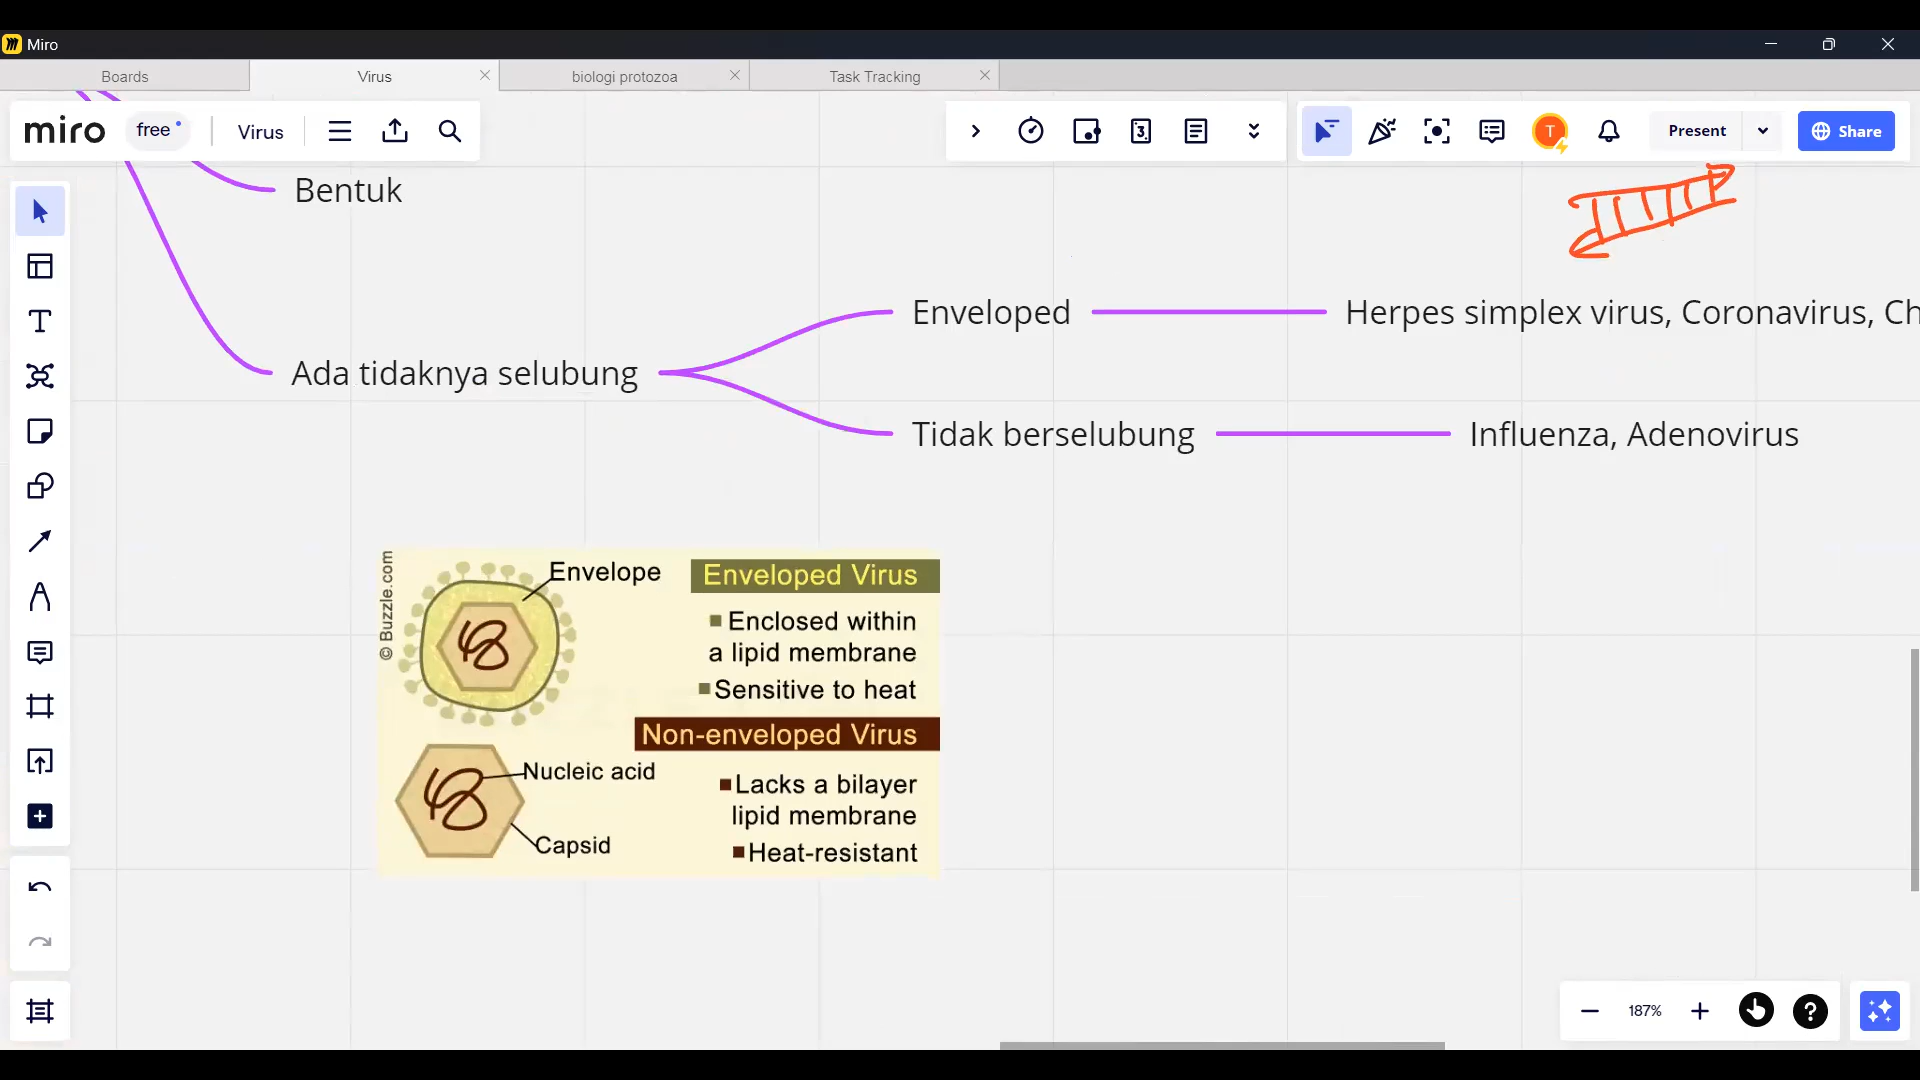 Miro
Boards
Virus
biologi protozoa
Task Tracking
miro
free
Virus
3
T
Present
Share
Bentuk
Enveloped
Herpes simplex virus, Coronavirus, Ch
Ada tidaknya selubung
Tidak berselubung
Influenza, Adenovirus
© Buzzle.com
Envelope
Enveloped Virus
Enclosed within
a lipid membrane
Sensitive to heat
Non-enveloped Virus
Nucleic acid
Lacks a bilayer
lipid membrane
Capsid
Heat-resistant
187%